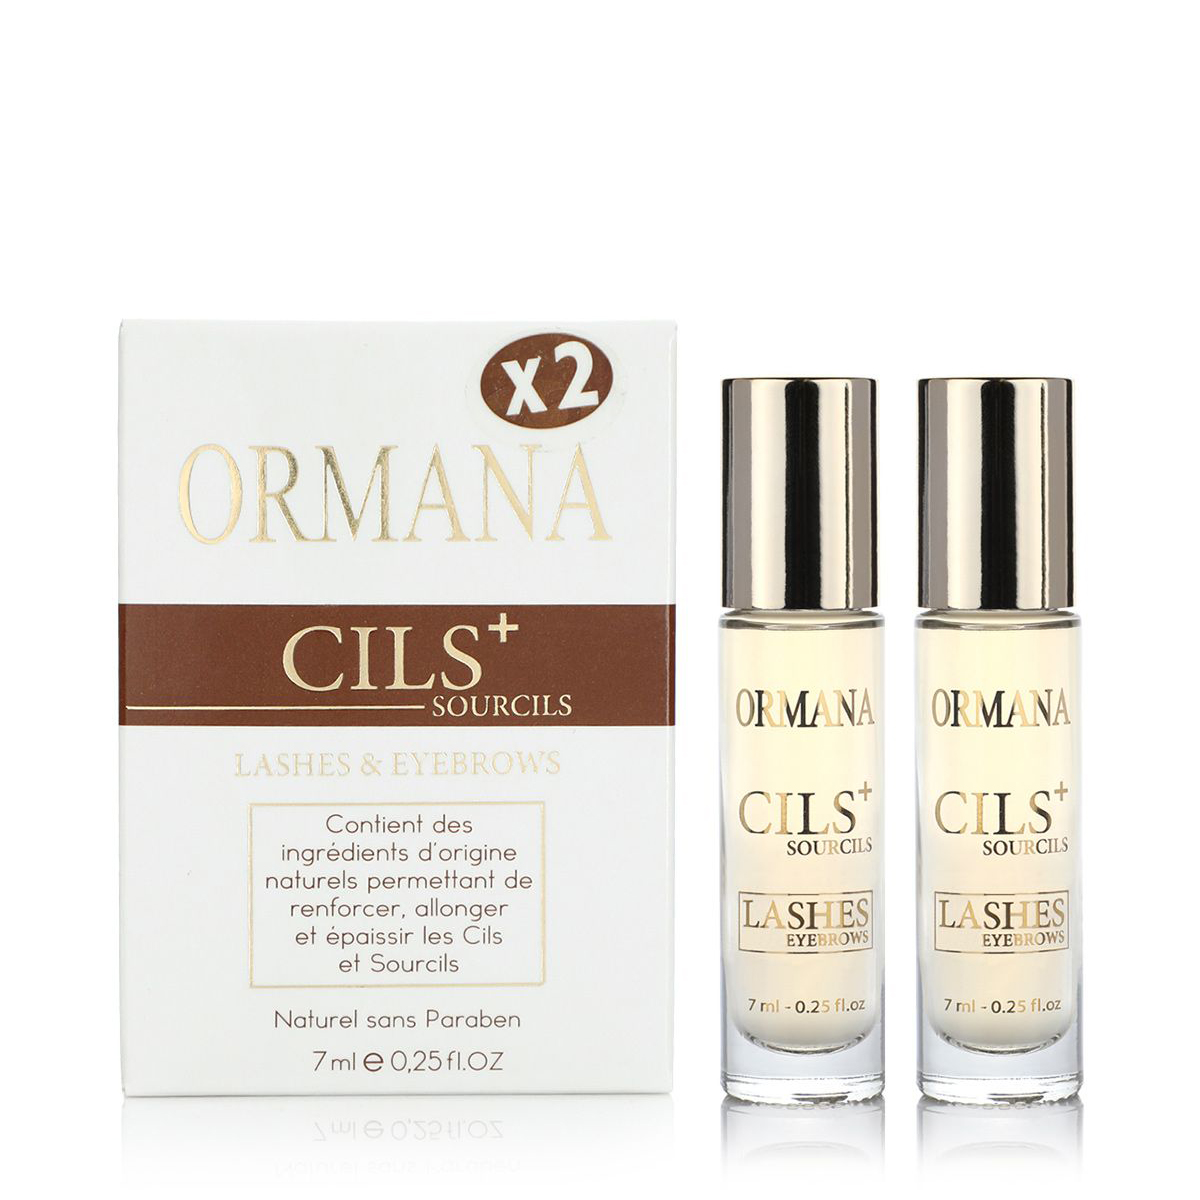 x2
ORMANA
CILS+
SOURCILS
LASHES & EYEBROWS
Contient des
ingrédients d'origine
naturels permettant de
renforcer, allonger
et épaissir les Cils
et Sourcils
Naturel sans Paraben
7 ml e 0,25 fl.OZ
ORMANA
CILS+
SOURCILS
LASHES
EYEBROWS
7 ml - 0.25 fl.oz
ORMANA
CILS+
SOURCILS
LASHES
EYEBROWS
7 ml - 0.25 fl.oz